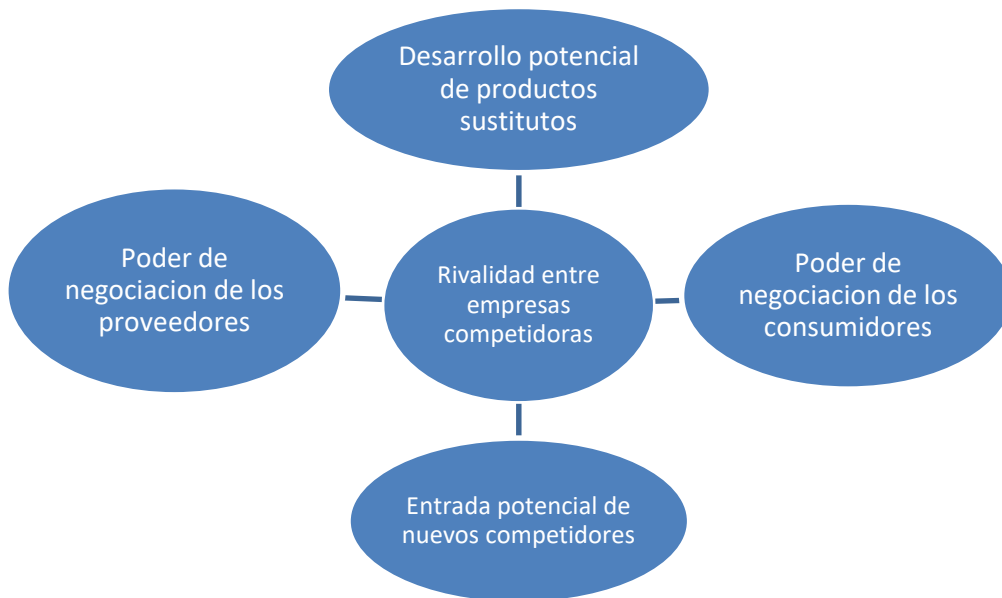 Desarrollo potencial
de productos
sustitutos
Poder de
negociacion de los
proveedores
Rivalidad entre
empresas
competidoras
Poder de
negociacion de los
consumidores
Entrada potencial de
nuevos competidores